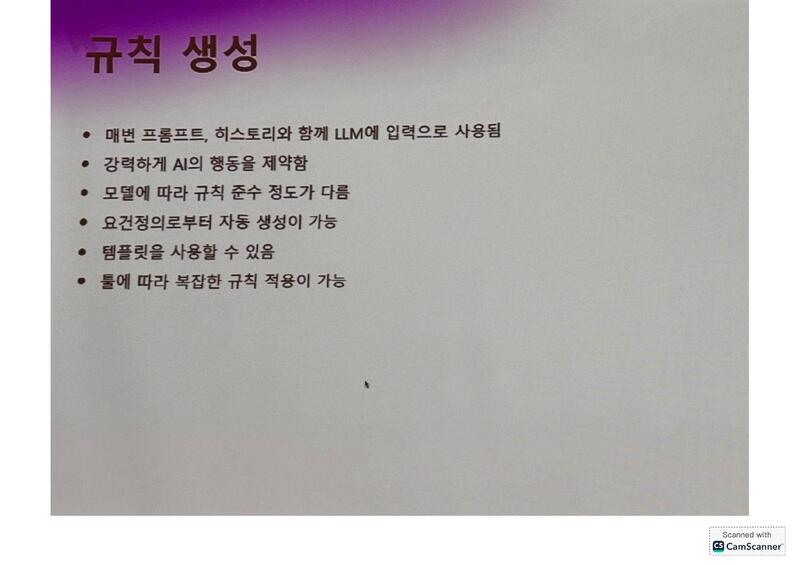 규칙 생성
• 매번 프롬프트, 히스토리와 함께 LLM에 입력으로 사용됨
• 강력하게 AI의 행동을 제약함
• 모델에 따라 규칙 준수 정도가 다름
• 요건정의로부터 자동 생성이 가능
• 템플릿을 사용할 수 있음
• 툴에 따라 복잡한 규칙 적용이 가능
Scanned with
CS CamScanner